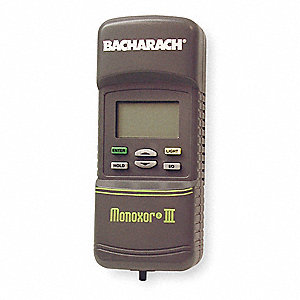 BACHARACH®
ENTER LIGHT
HOLD I/O
Monoxor® III